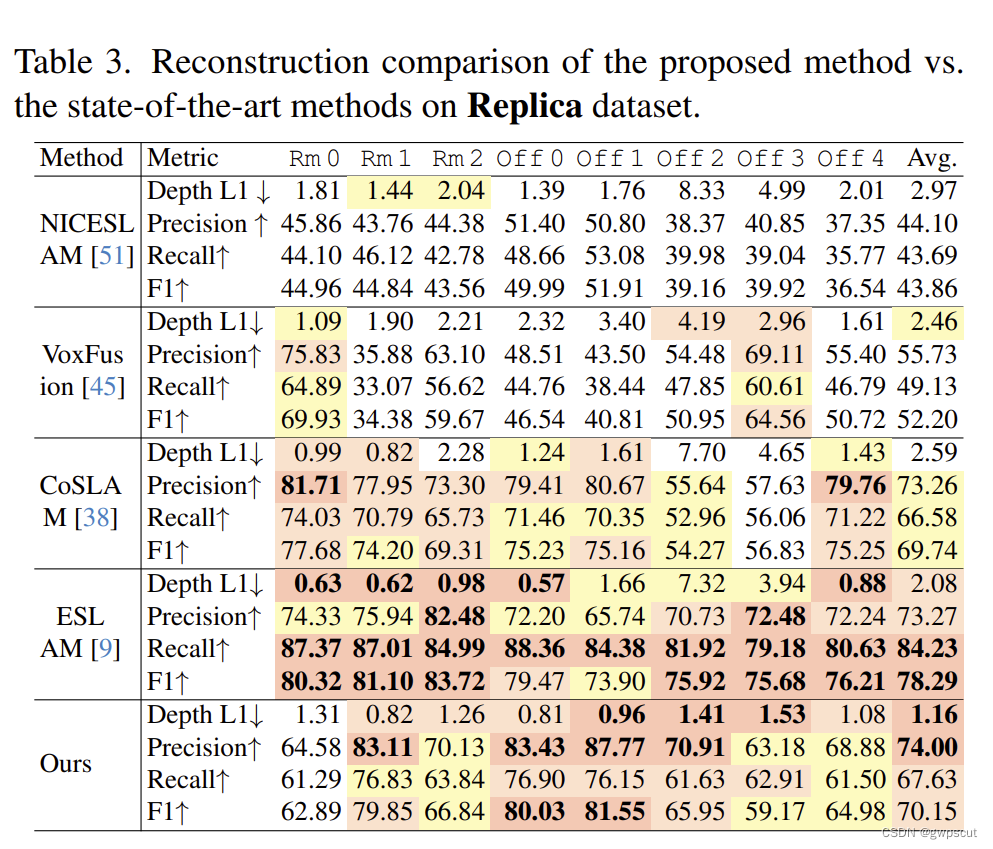 Table 3. Reconstruction comparison of the proposed method vs.
the state-of-the-art methods on Replica dataset.
Method Metric Rm 0 Rm 1 Rm 2 Off 0 Off 1 Off 2 Off 3 Off 4 Avg.
Depth L1 ↓ 1.81 1.44 2.04 1.39 1.76 8.33 4.99 2.01 2.97
NICESL Precision ↑ 45.86 43.76 44.38 51.40 50.80 38.37 40.85 37.35 44.10
AM [51] Recall↑ 44.10 46.12 42.78 48.66 53.08 39.98 39.04 35.77 43.69
F1↑ 44.96 44.84 43.56 49.99 51.91 39.16 39.92 36.54 43.86
Depth L1↓ 1.09 1.90 2.21 2.32 3.40 4.19 2.96 1.61 2.46
VoxFus Precision↑ 75.83 35.88 63.10 48.51 43.50 54.48 69.11 55.40 55.73
ion [45] Recall↑ 64.89 33.07 56.62 44.76 38.44 47.85 60.61 46.79 49.13
F1↑ 69.93 34.38 59.67 46.54 40.81 50.95 64.56 50.72 52.20
Depth L1↓ 0.99 0.82 2.28 1.24 1.61 7.70 4.65 1.43 2.59
CoSLA Precision↑ 81.71 77.95 73.30 79.41 80.67 55.64 57.63 79.76 73.26
M [38] Recall↑ 74.03 70.79 65.73 71.46 70.35 52.96 56.06 71.22 66.58
F1↑ 77.68 74.20 69.31 75.23 75.16 54.27 56.83 75.25 69.74
Depth L1↓ 0.63 0.62 0.98 0.57 1.66 7.32 3.94 0.88 2.08
ESL Precision↑ 74.33 75.94 82.48 72.20 65.74 70.73 72.48 72.24 73.27
AM [9] Recall↑ 87.37 87.01 84.99 88.36 84.38 81.92 79.18 80.63 84.23
F1↑ 80.32 81.10 83.72 79.47 73.90 75.92 75.68 76.21 78.29
Depth L1↓ 1.31 0.82 1.26 0.81 0.96 1.41 1.53 1.08 1.16
Ours Precision↑ 64.58 83.11 70.13 83.43 87.77 70.91 63.18 68.88 74.00
Recall↑ 61.29 76.83 63.84 76.90 76.15 61.63 62.91 61.50 67.63
F1↑ 62.89 79.85 66.84 80.03 81.55 65.95 59.17 64.98 70.15
CSDN @gwpscut